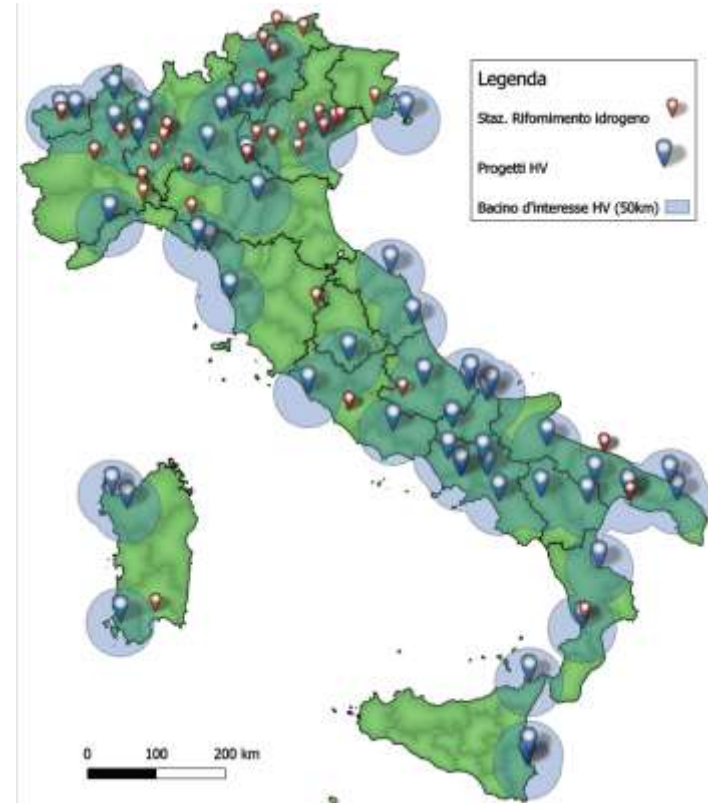 Legenda
Staz. Rifornimento idrogeno
Progetti HV
Bacino d'interesse HV (50km)
0 100 200 km